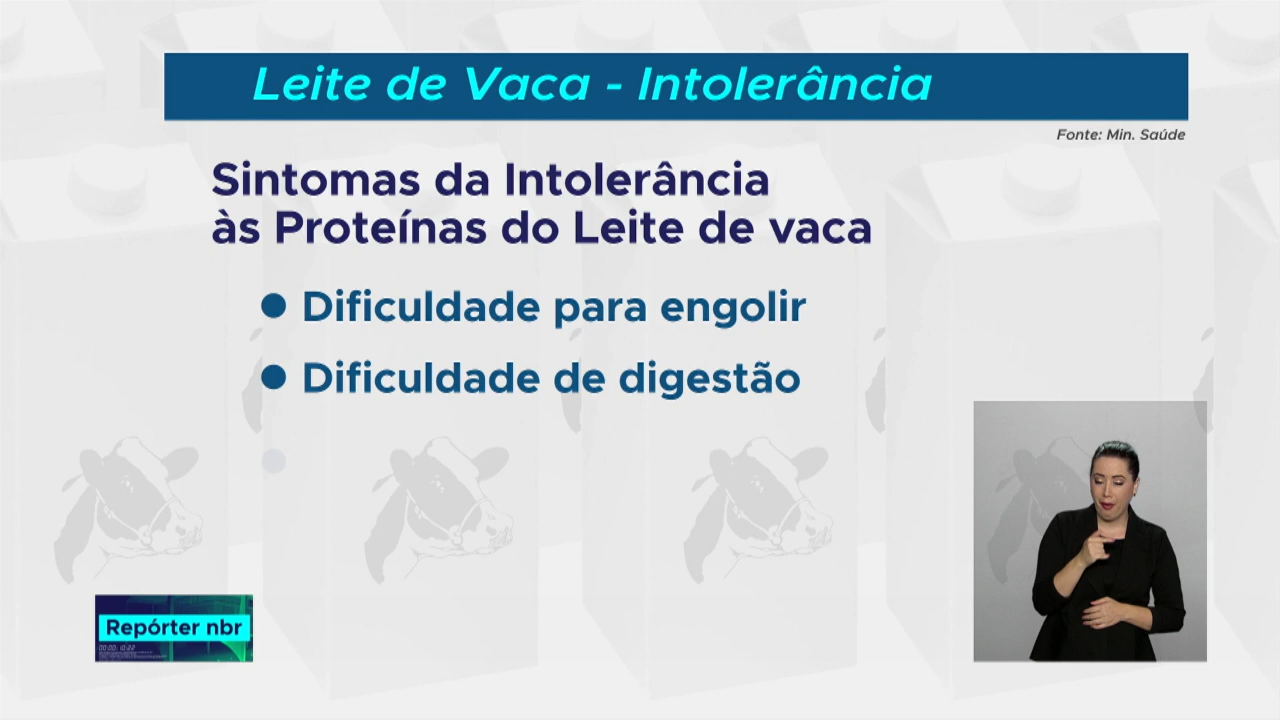 Leite de Vaca - Intolerância
Fonte: Min. Saúde
Sintomas da Intolerância
às Proteínas do Leite de vaca
Dificuldade para engolir
Dificuldade de digestão
Repórter nbr